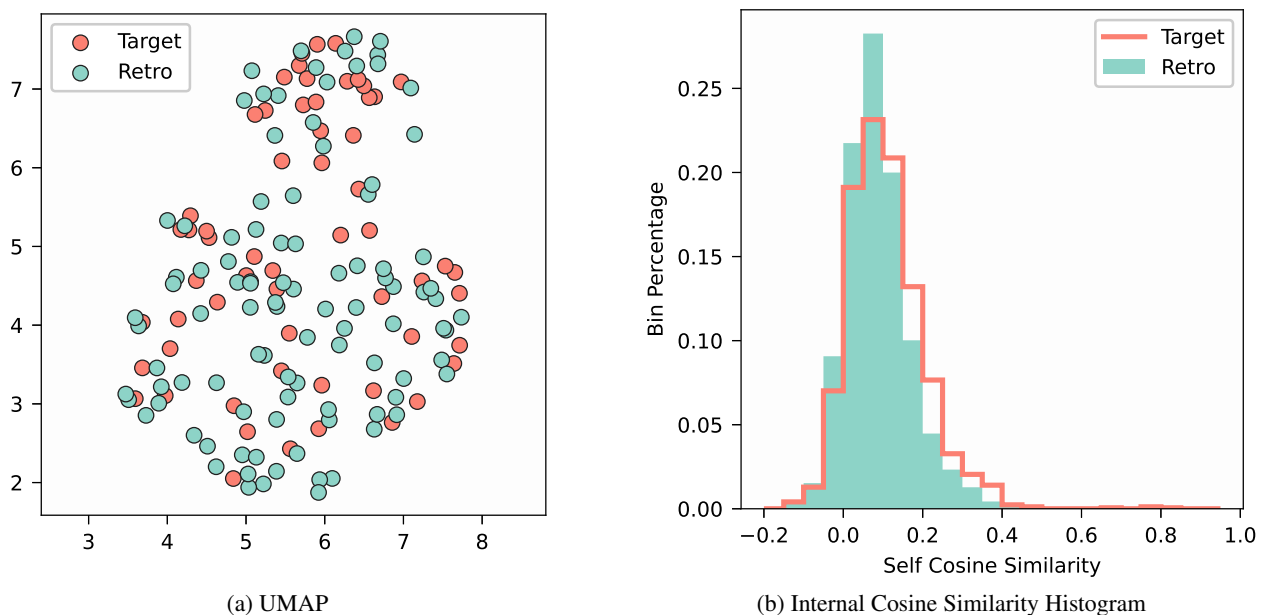 Target
Retro
7
6
5
4
3
2
3 4 5 6 7 8
(a) UMAP
Target
Retro
Bin Percentage
0.25
0.20
0.15
0.10
0.05
0.00
−0.2 0.0 0.2 0.4 0.6 0.8 1.0
Self Cosine Similarity
(b) Internal Cosine Similarity Histogram